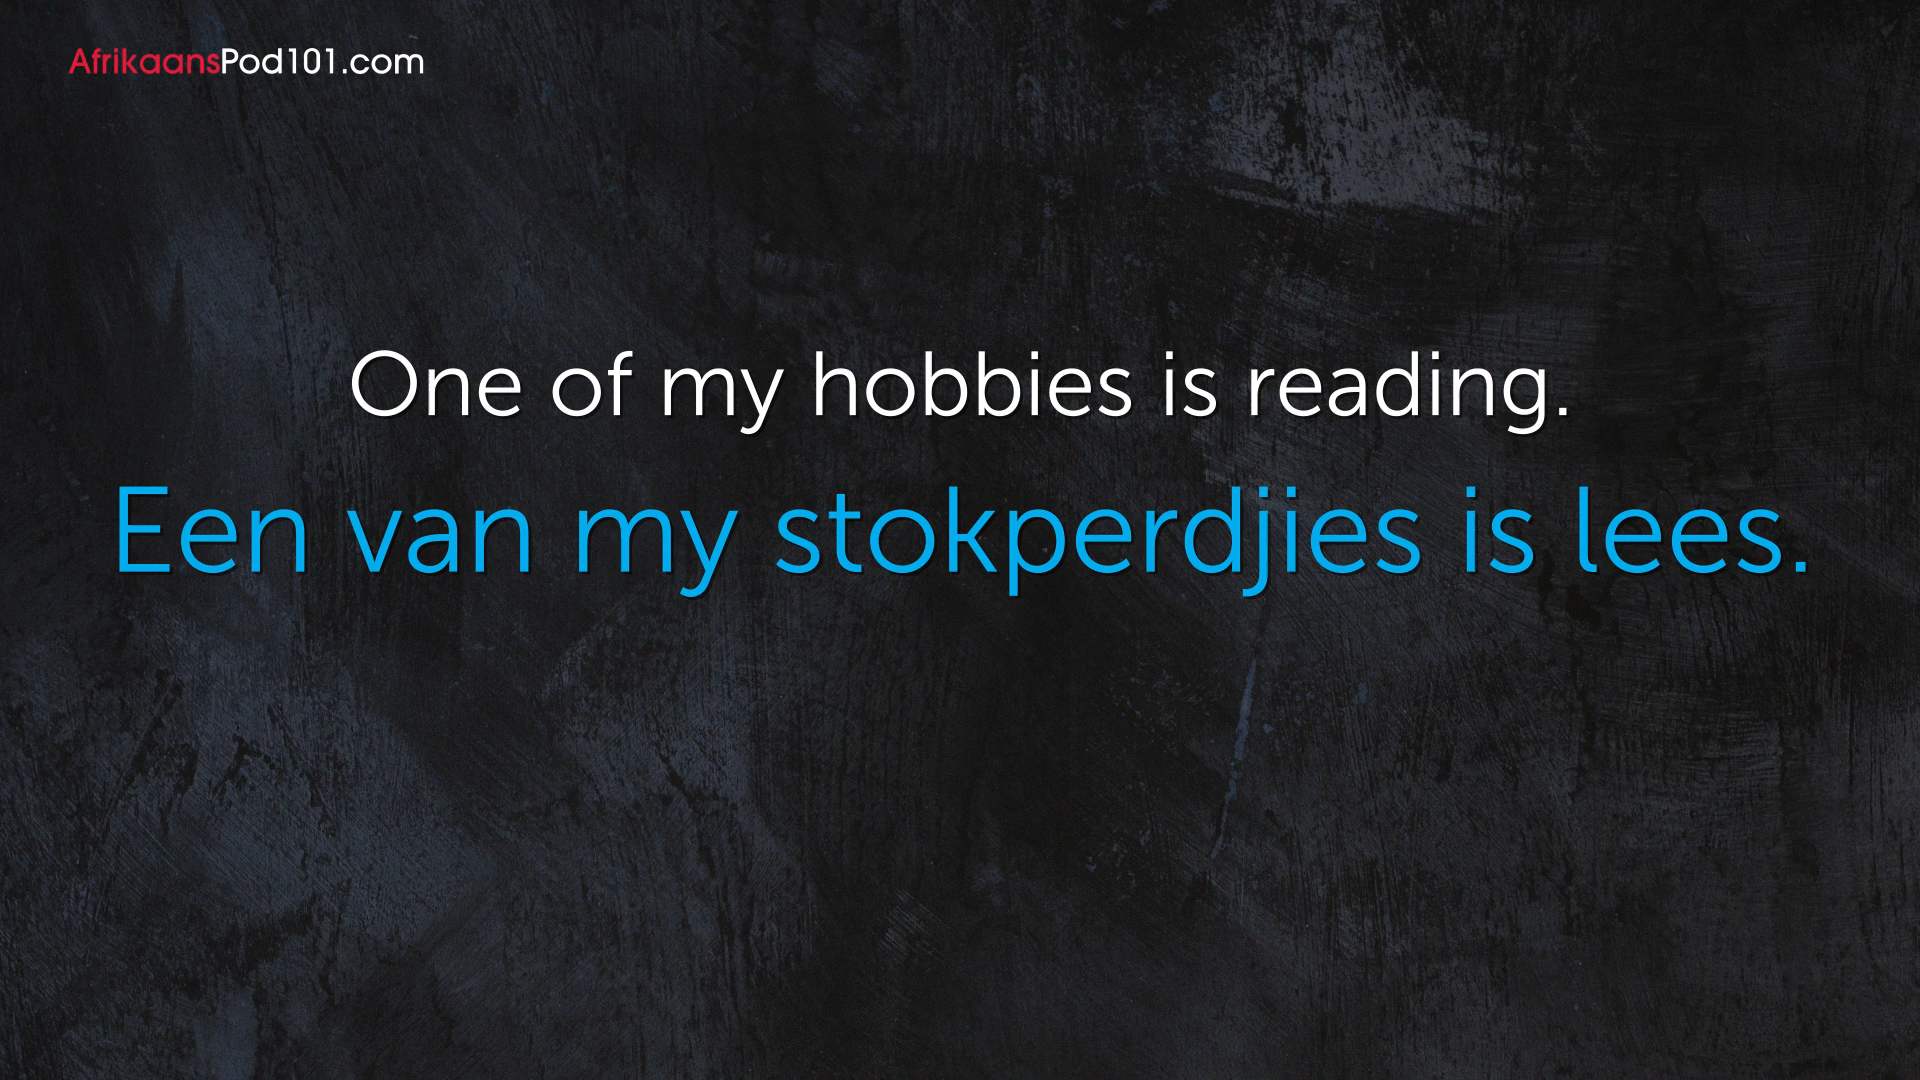 AfrikaansPod101.com
One of my hobbies is reading.
Een van my stokperdjies is lees.